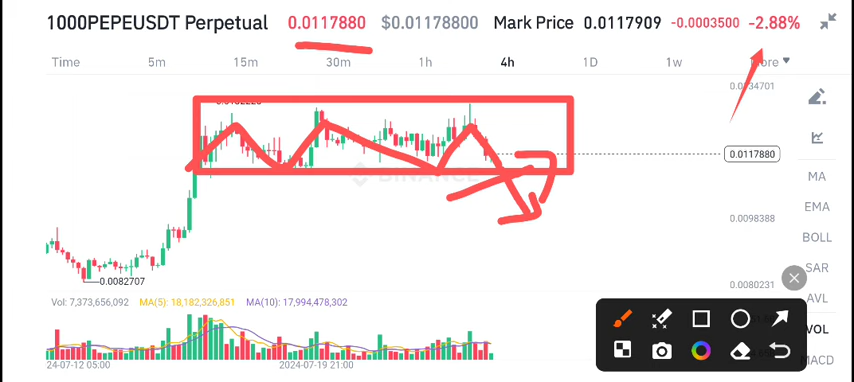 1000PEPEUSDT Perpetual 0.0117880 $0.01178800 Mark Price 0.0117909 -0.0003500 -2.88%
Time 5m 15m 30m 1h 4h 1D 1w More
0.0134701
0.0117880
BINANCE
MA
EMA
0.0098388
BOLL
SAR
0.0082707
0.0080231
AVL
Vol: 7,373,656,092 MA(5): 18,182,326,851 MA(10): 17,994,478,302
VOL
MACD
24-07-12 05:00 2024-07-19 21:00